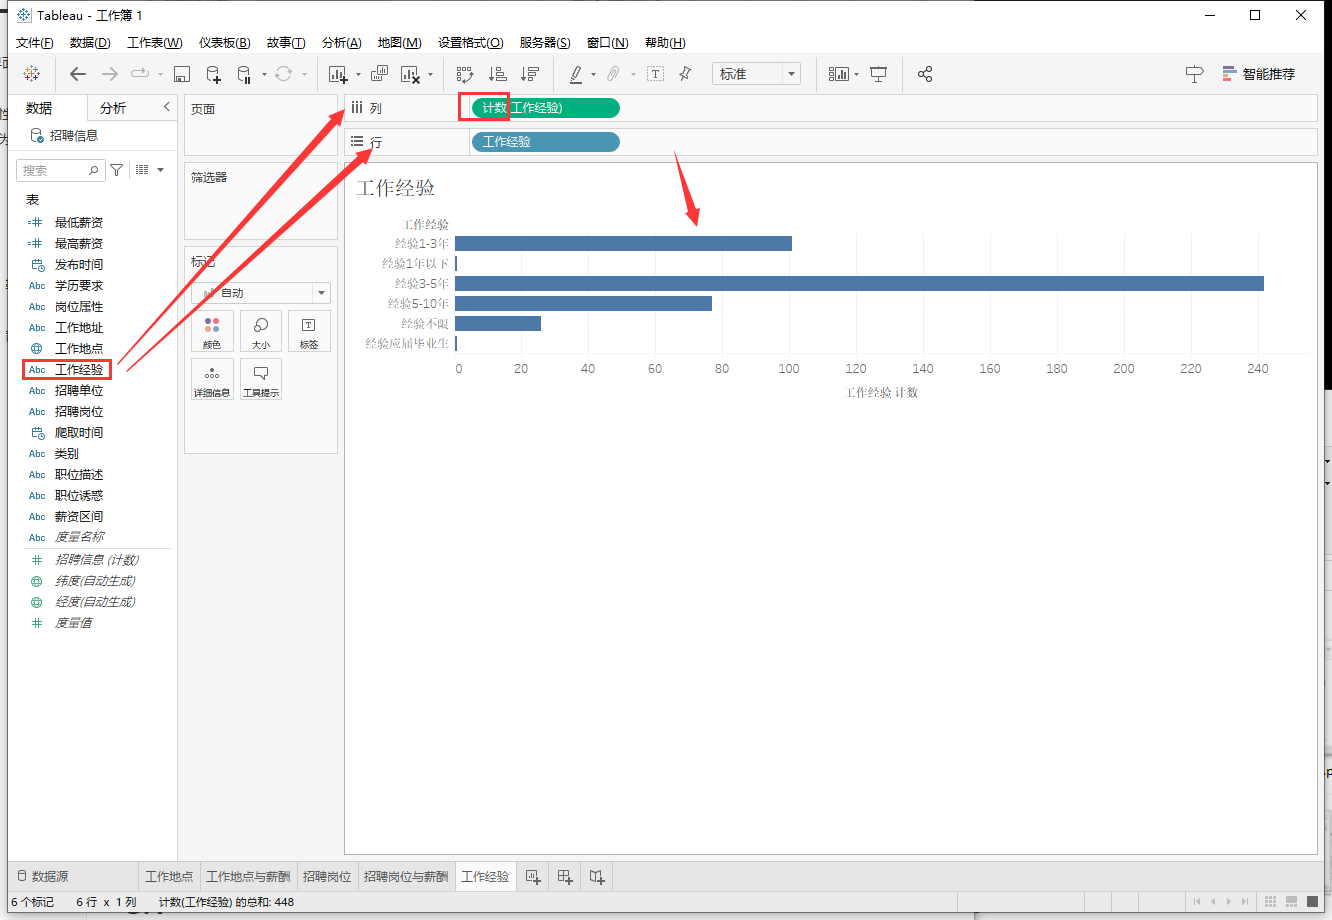 Tableau - 工作簿 1
文件(F) 数据(D) 工作表(W) 仪表板(B) 故事(T) 分析(A) 地图(M) 设置格式(O) 服务器(S) 窗口(N) 帮助(H)
标准
智能推荐
数据 分析
招聘信息
搜索
表
最低薪资
最高薪资
发布时间
Abc 学历要求
Abc 岗位属性
Abc 工作地址
工作地点
Abc 工作经验
Abc 招聘单位
Abc 招聘岗位
爬取时间
Abc 类别
Abc 职位描述
Abc 职位诱惑
Abc 薪资区间
Abc 度量名称
招聘信息 (计数)
纬度(自动生成)
经度(自动生成)
度量值
页面
筛选器
标记
自动
颜色 大小 标签
详细信息 工具提示
列 计数(工作经验)
行 工作经验
工作经验
工作经验
经验1-3年
经验1年以下
经验3-5年
经验5-10年
经验不限
经验应届毕业生
0 20 40 60 80 100 120 140 160 180 200 220 240
工作经验 计数
数据源 工作地点 工作地点与薪酬 招聘岗位 招聘岗位与薪酬 工作经验
6 个标记 6 行 x 1 列 计数(工作经验) 的总和: 448